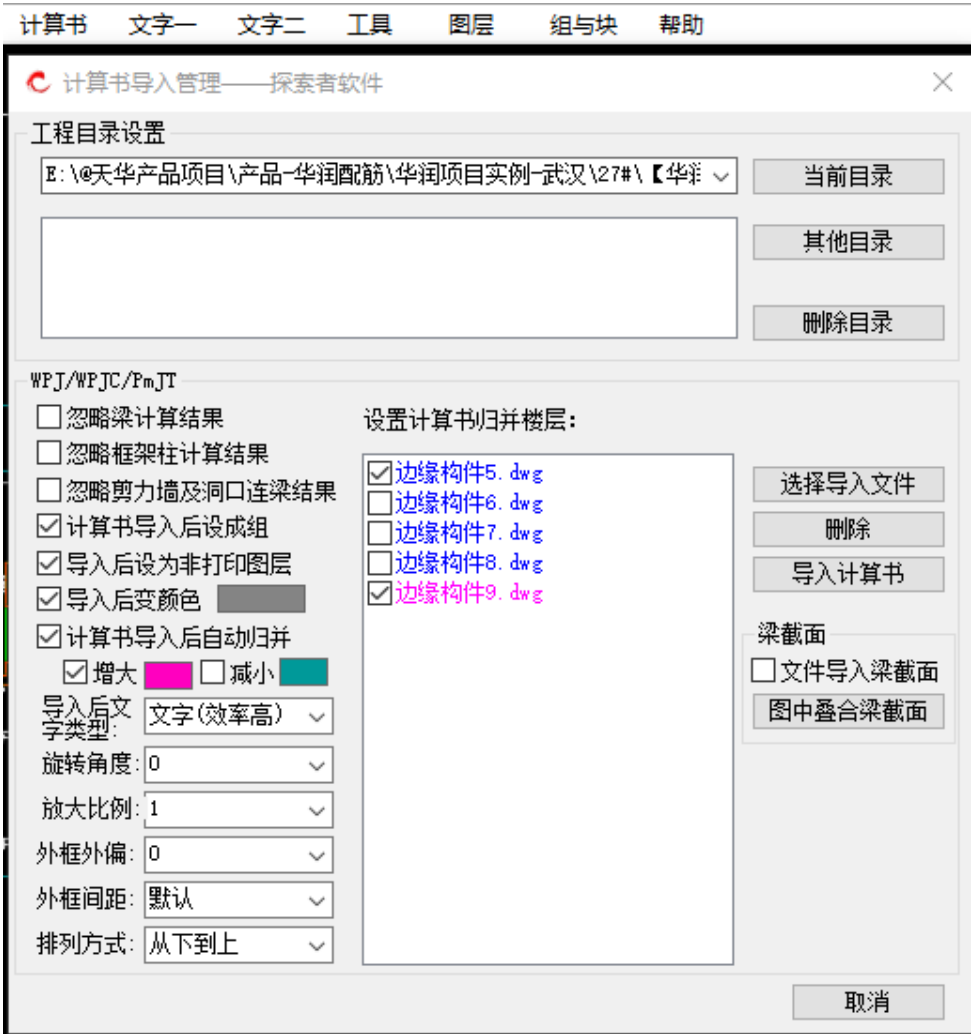 计算书 文字一 文字二 工具 图层 组与块 帮助
计算书导入管理——探索者软件
工程目录设置
E:\@天华产品项目\产品-华润配筋\华润项目实例-武汉\27#\【华
当前目录
其他目录
删除目录
WPJ/WPJC/PmJT
忽略梁计算结果
忽略框架柱计算结果
忽略剪力墙及洞口连梁结果
计算书导入后设成组
导入后设为非打印图层
导入后变颜色
计算书导入后自动归并
增大 减小
导入后文
字类型: 文字(效率高)
旋转角度: 0
放大比例: 1
外框外偏: 0
外框间距: 默认
排列方式: 从下到上
设置计算书归并楼层:
边缘构件5.dwg
边缘构件6.dwg
边缘构件7.dwg
边缘构件8.dwg
边缘构件9.dwg
选择导入文件
删除
导入计算书
梁截面
文件导入梁截面
图中叠合梁截面
取消